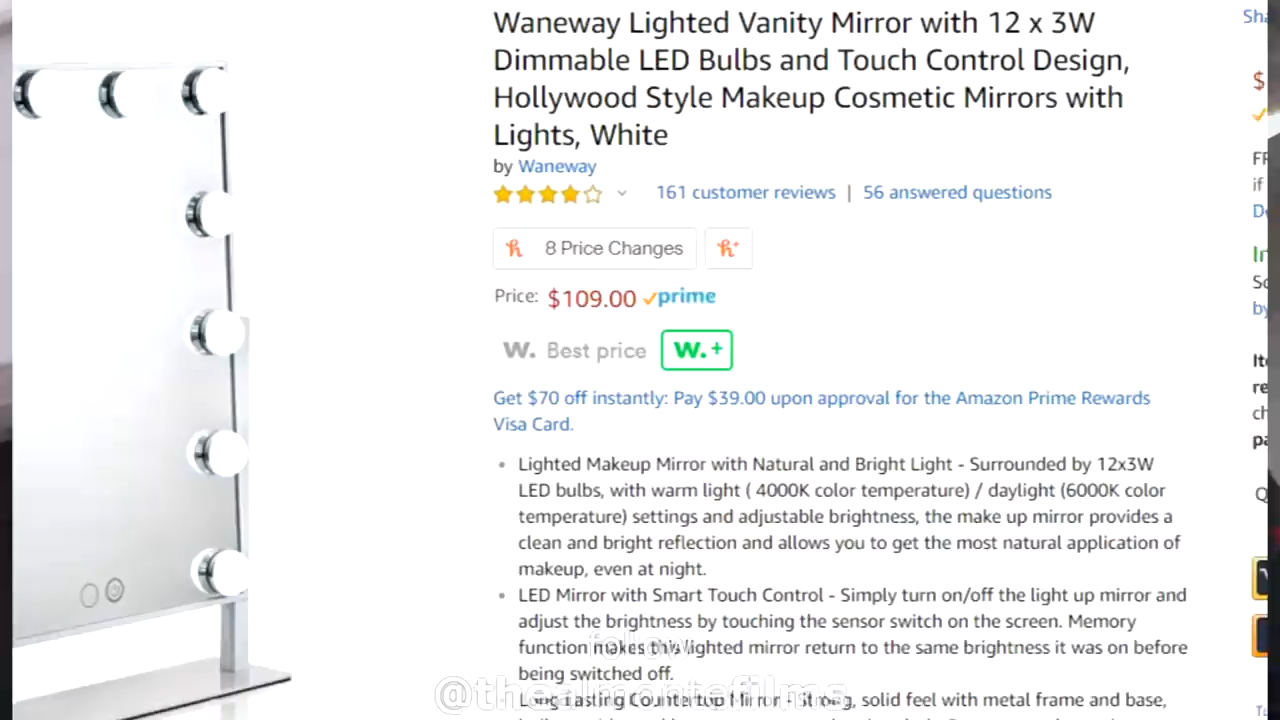 Waneway Lighted Vanity Mirror with 12 x 3W
Dimmable LED Bulbs and Touch Control Design,
Hollywood Style Makeup Cosmetic Mirrors with
Lights, White
by Waneway
161 customer reviews | 56 answered questions
8 Price Changes
Price: $109.00 prime
W. Best price W.+
Get $70 off instantly: Pay $39.00 upon approval for the Amazon Prime Rewards
Visa Card.
• Lighted Makeup Mirror with Natural and Bright Light - Surrounded by 12x3W
LED bulbs, with warm light ( 4000K color temperature) / daylight (6000K color
temperature) settings and adjustable brightness, the make up mirror provides a
clean and bright reflection and allows you to get the most natural application of
makeup, even at night.
• LED Mirror with Smart Touch Control - Simply turn on/off the light up mirror and
adjust the brightness by touching the sensor switch on the screen. Memory
function makes this lighted mirror return to the same brightness it was on before
being switched off.
follow
@thealmontefilms
• Long Lasting Countertop Mirror - Strong, solid feel with metal frame and base,
$